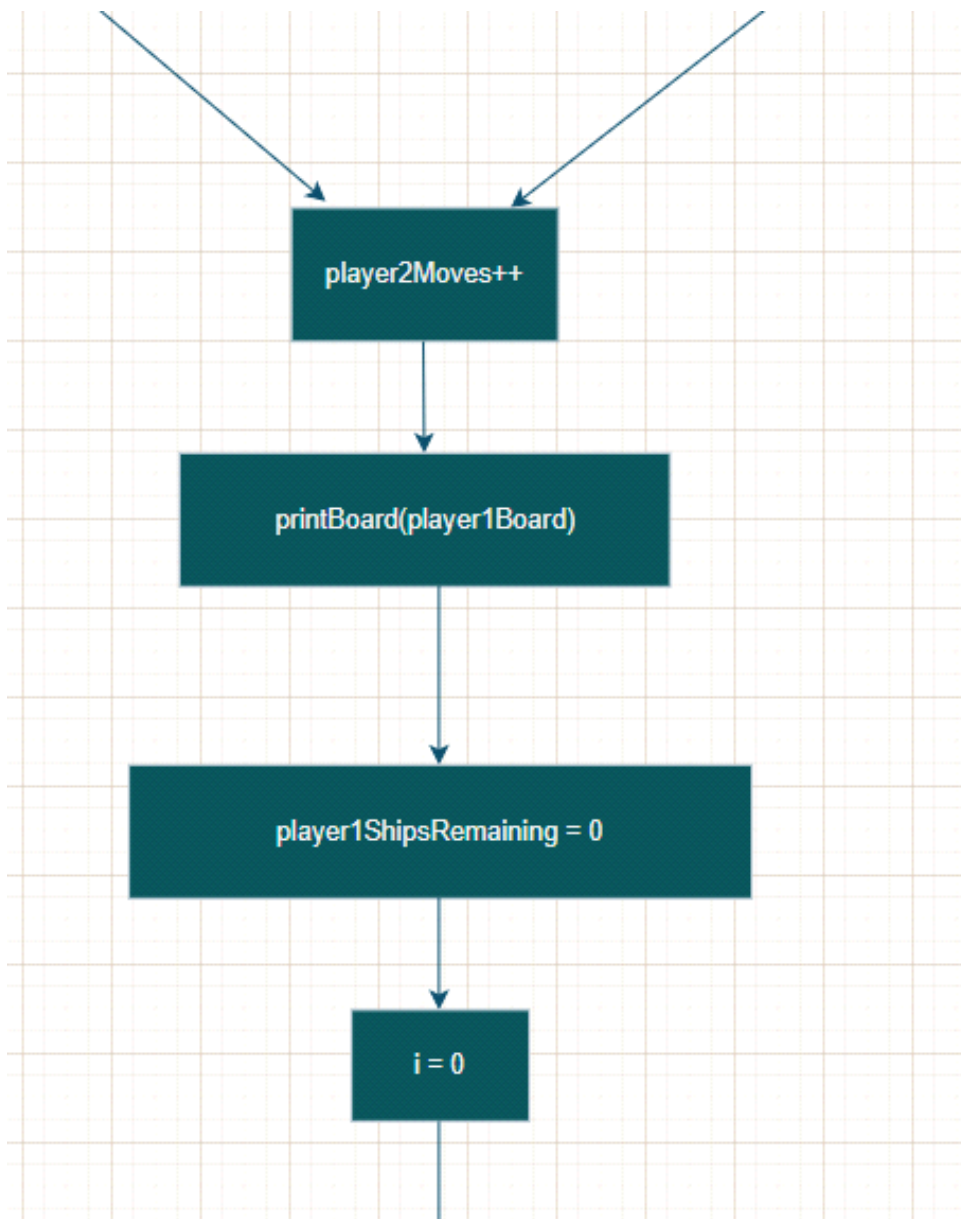 player2Moves++
printBoard(player1Board)
player1ShipsRemaining = 0
i = 0